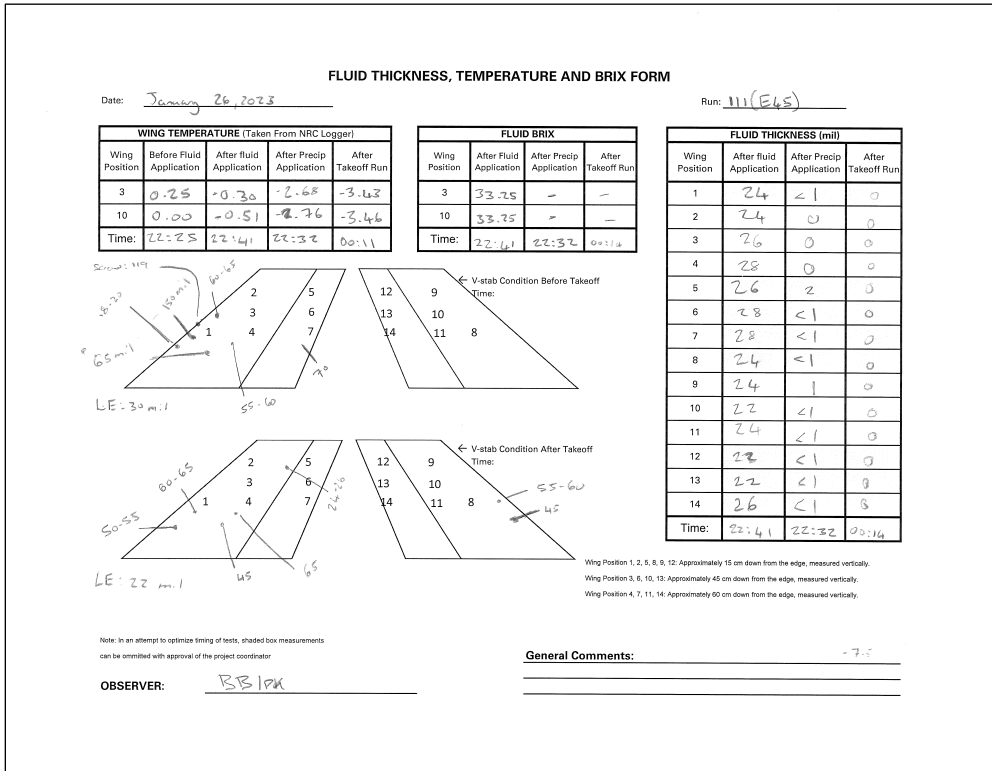 FLUID THICKNESS, TEMPERATURE AND BRIX FORM
Date: January 26, 2023
Run: 111 (E45)
WING TEMPERATURE (Taken From NRC Logger)
Wing Position | Before Fluid Application | After fluid Application | After Precip Application | After Takeoff Run
3 | 0.25 | -0.30 | -2.68 | -3.43
10 | 0.00 | -0.51 | -2.76 | -3.46
Time: | 22:25 | 22:41 | 22:32 | 00:11
FLUID BRIX
Wing Position | After Fluid Application | After Precip Application | After Takeoff Run
3 | 33.25 | - | -
10 | 33.25 | - | -
Time: | 22:41 | 22:32 | 00:14
FLUID THICKNESS (mil)
Wing Position | After fluid Application | After Precip Application | After Takeoff Run
1 | 24 | <1 | 0
2 | 24 | 0 | 0
3 | 26 | 0 | 0
4 | 28 | 0 | 0
5 | 26 | 2 | 0
6 | 28 | <1 | 0
7 | 28 | <1 | 0
8 | 24 | <1 | 0
9 | 24 | 1 | 0
10 | 22 | <1 | 0
11 | 24 | <1 | 0
12 | 22 | <1 | 0
13 | 22 | <1 | 0
14 | 26 | <1 | 0
Time: | 22:41 | 22:32 | 00:14
← V-stab Condition Before Takeoff
Time:
60-65
150 mil
18-20
65 mil
2 5 12 9
3 6 13 10
1 4 7 14 11 8
70
55-60
LE: 30 mil
← V-stab Condition After Takeoff
Time:
2 5 12 9
3 6 13 10
1 4 7 14 11 8
60-65
50-55
24-26
55-60
45
45
65
LE: 22 mil
Wing Position 1, 2, 5, 8, 9, 12: Approximately 15 cm down from the edge, measured vertically.
Wing Position 3, 6, 10, 13: Approximately 45 cm down from the edge, measured vertically.
Wing Position 4, 7, 11, 14: Approximately 60 cm down from the edge, measured vertically.
Note: In an attempt to optimize timing of tests, shaded box measurements
can be ommitted with approval of the project coordinator
General Comments:
OBSERVER: BB/PK